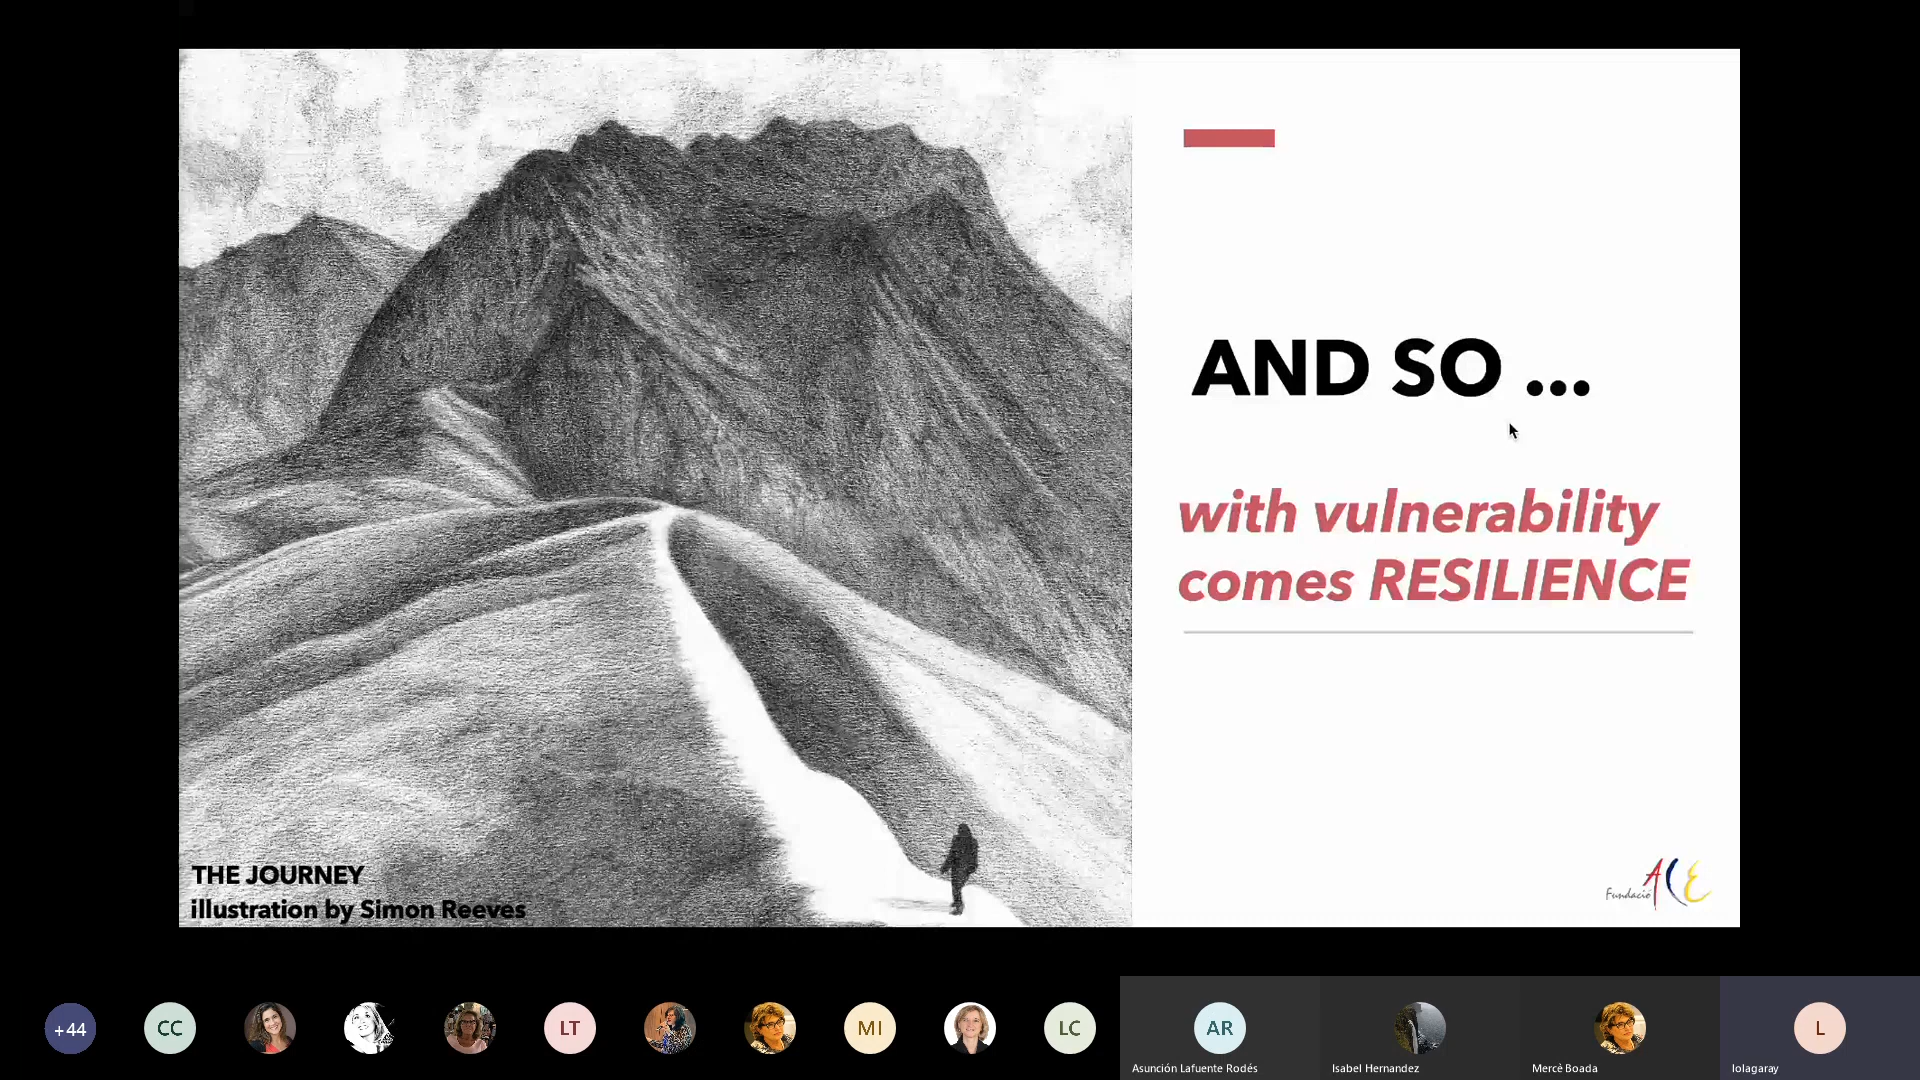 AND SO ...
with vulnerability
comes RESILIENCE
THE JOURNEY
illustration by Simon Reeves
Fundació ACE
+44
CC
LT
MI
LC
AR
L
Asunción Lafuente Rodés
Isabel Hernandez
Mercè Boada
lolagaray